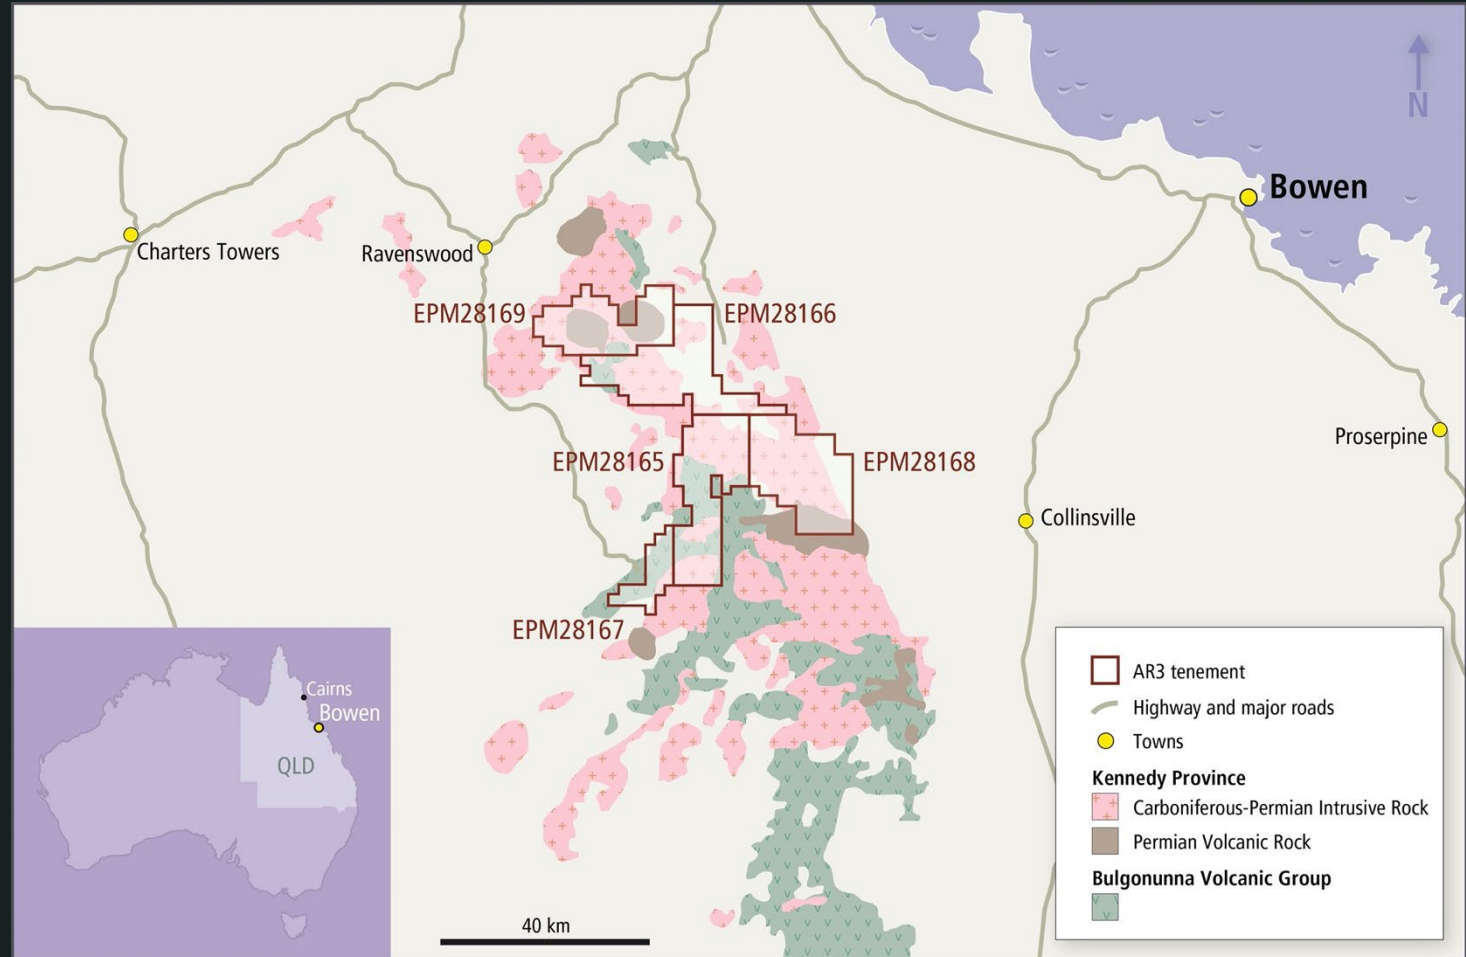 N
Bowen
Charters Towers
Ravenswood
EPM28169
EPM28166
Proserpine
EPM28165
EPM28168
Collinsville
EPM28167
Cairns
Bowen
QLD
40 km
AR3 tenement
Highway and major roads
Towns
Kennedy Province
Carboniferous-Permian Intrusive Rock
Permian Volcanic Rock
Bulgonunna Volcanic Group